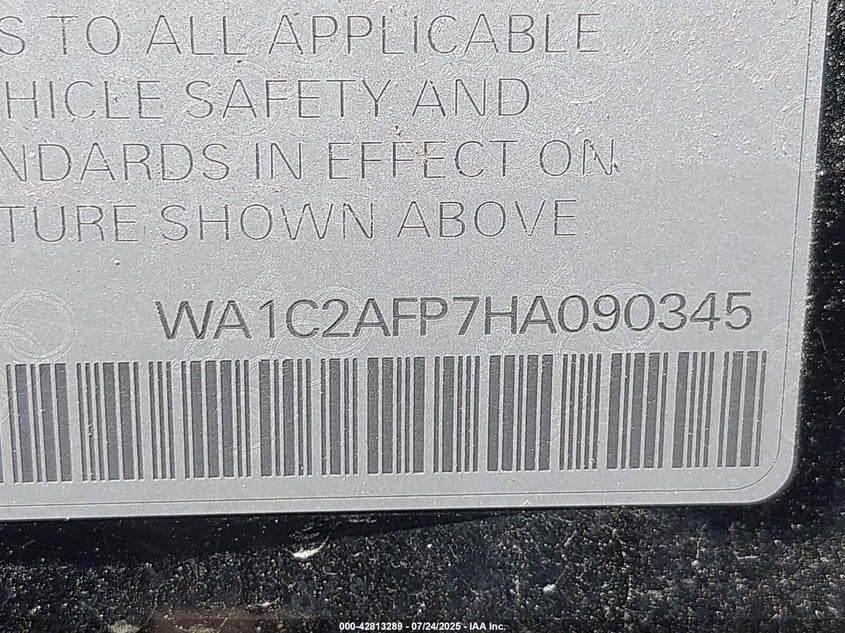 S TO ALL APPLICABLE
HICLE SAFETY AND
NDARDS IN EFFECT ON
TURE SHOWN ABOVE
WA1C2AFP7HA090345
000-42813289 - 07/24/2025 - IAA Inc.